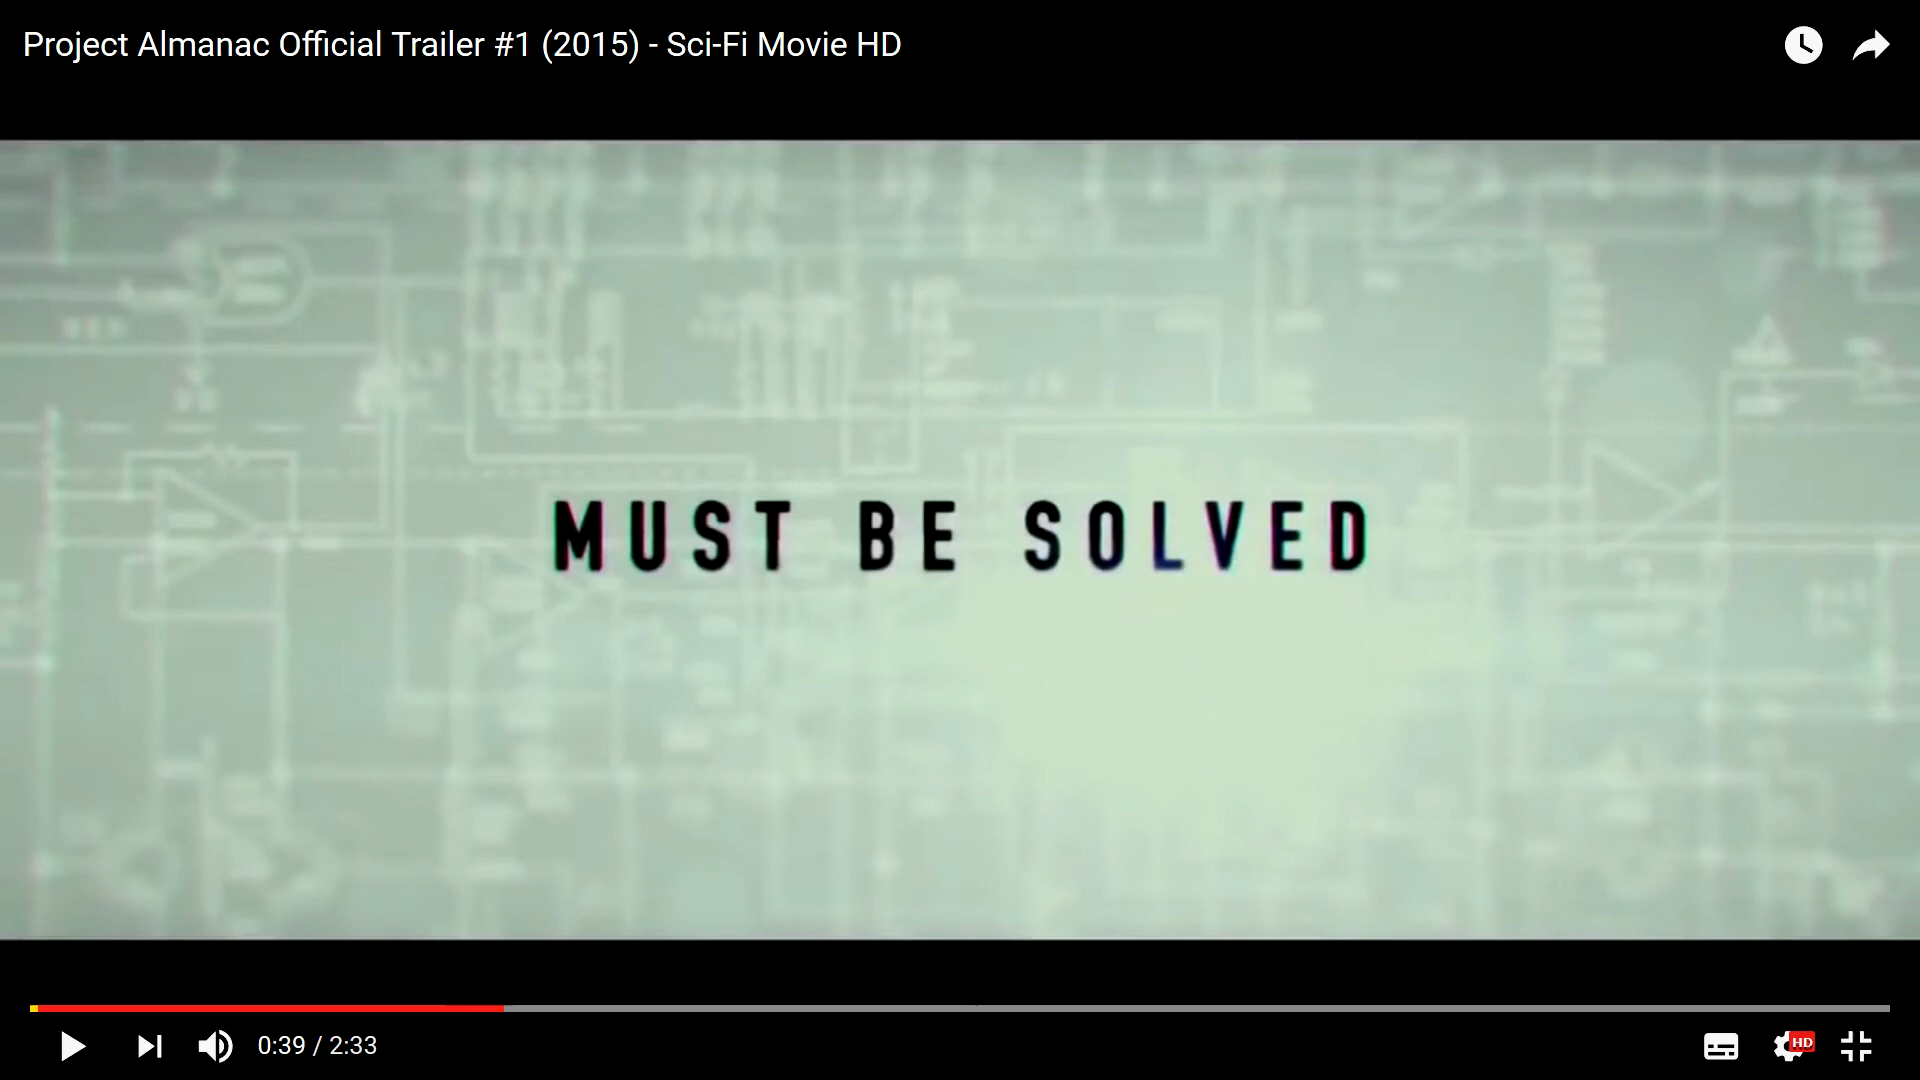 Project Almanac Official Trailer #1 (2015) - Sci-Fi Movie HD
MUST BE SOLVED
0:39 / 2:33
HD